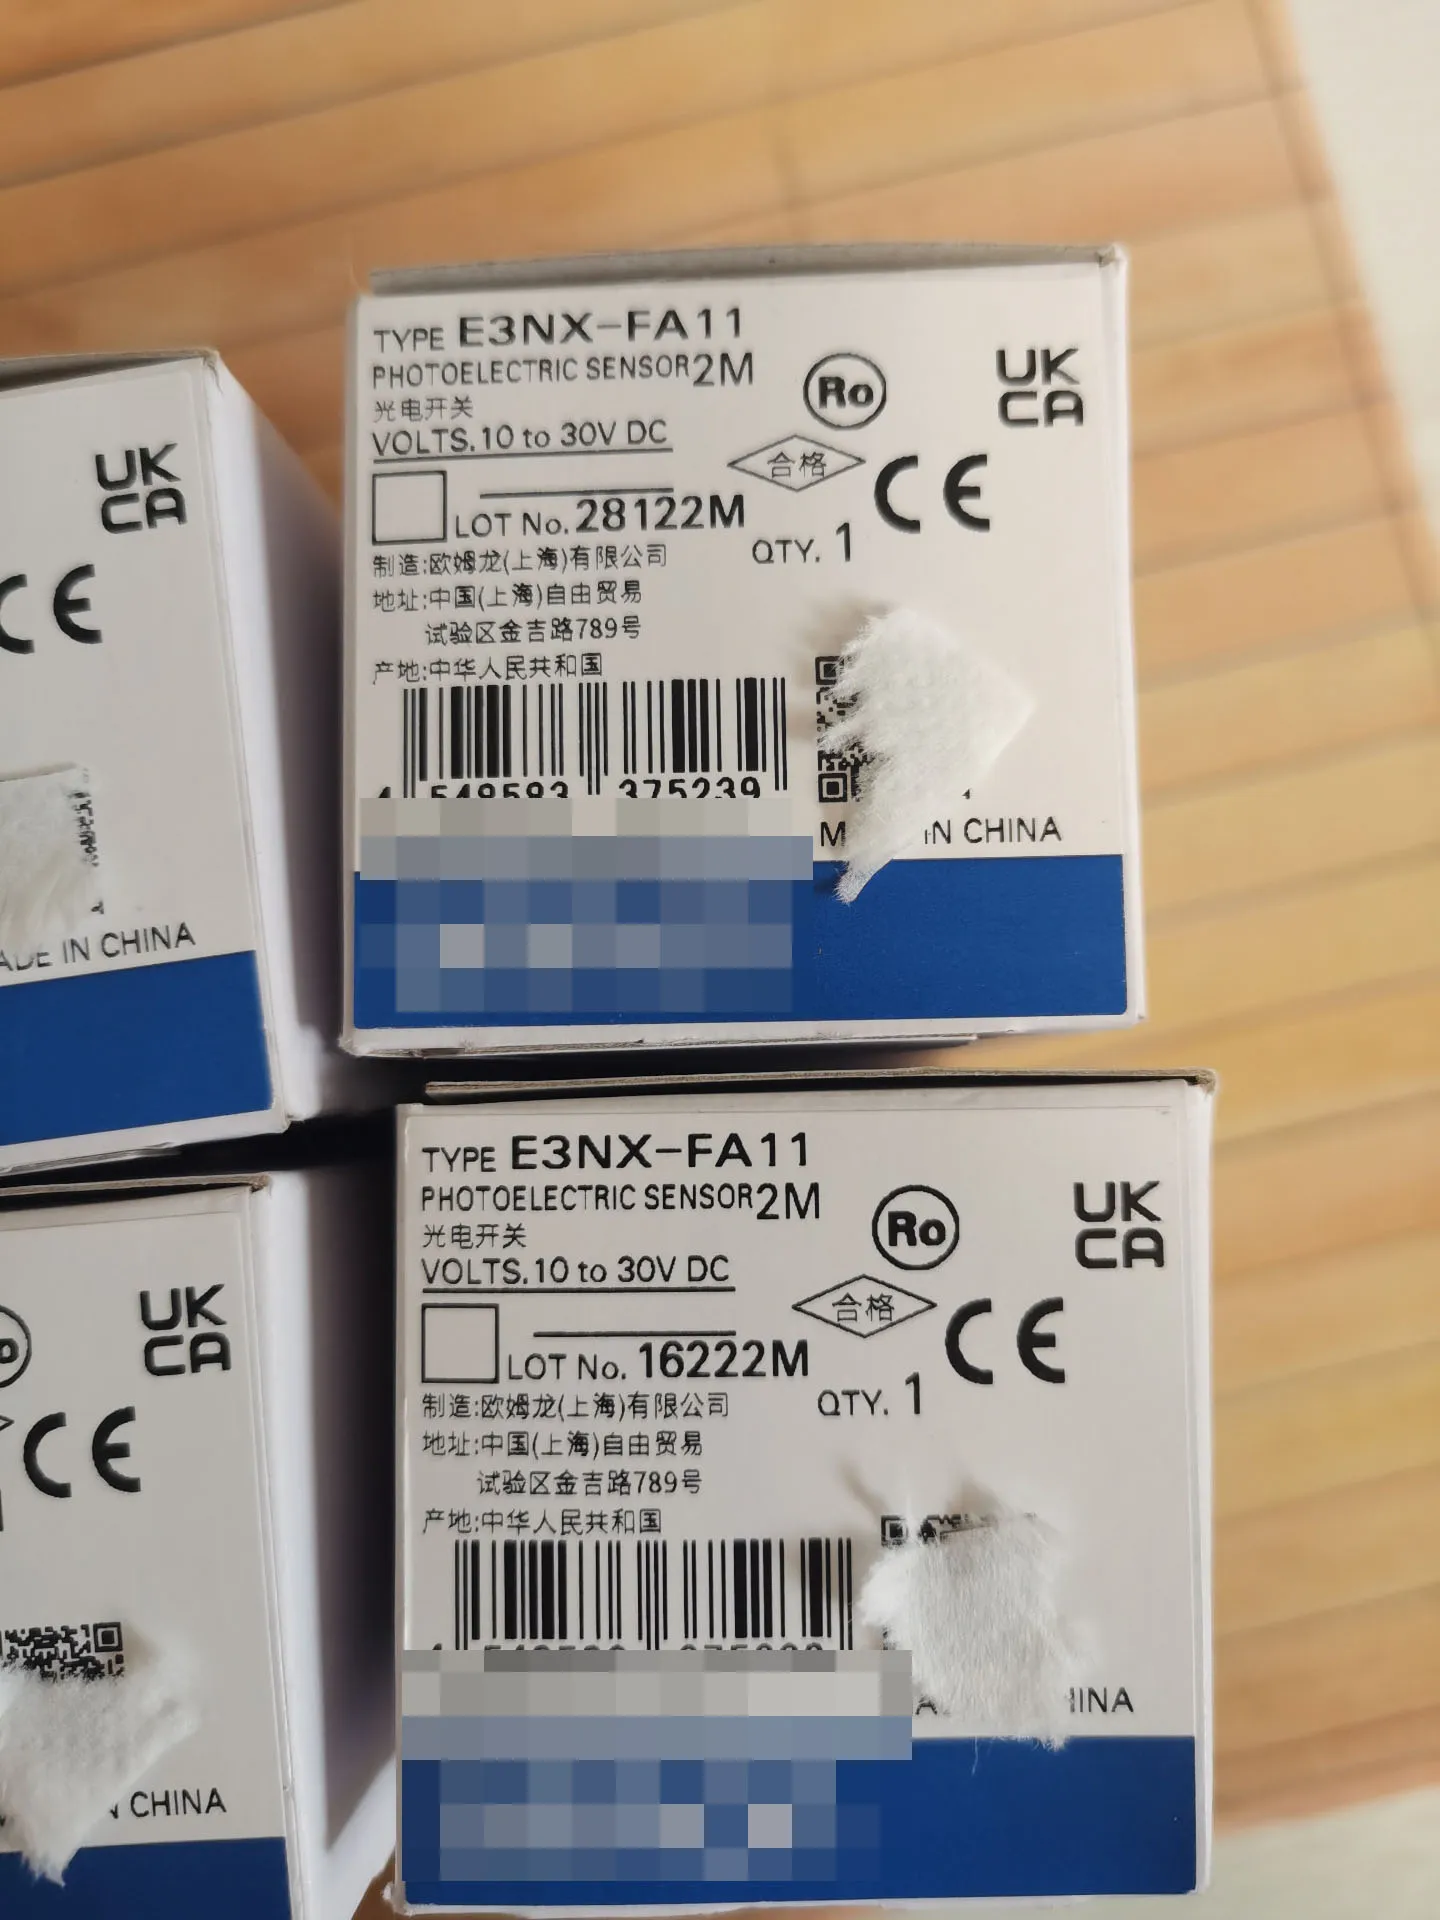 TYPE E3NX-FA11
PHOTOELECTRIC SENSOR 2M
光电开关
VOLTS. 10 to 30V DC
Ro
UK
CA
合格
CE
LOT No. 28122M
QTY. 1
制造:欧姆龙(上海)有限公司
地址:中国(上海)自由贸易
试验区金吉路789号
产地:中华人民共和国
4 548583 375239
IN CHINA
UK
CA
CE
IN CHINA
TYPE E3NX-FA11
PHOTOELECTRIC SENSOR 2M
光电开关
VOLTS. 10 to 30V DC
Ro
UK
CA
合格
CE
LOT No. 16222M
QTY. 1
制造:欧姆龙(上海)有限公司
地址:中国(上海)自由贸易
试验区金吉路789号
产地:中华人民共和国
UK
CA
CE
CHINA